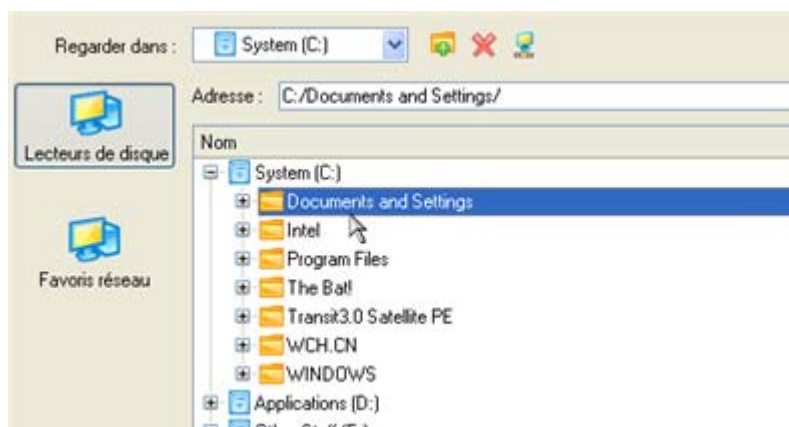 Regarder dans : System (C:)
Adresse : C:/Documents and Settings/
Lecteurs de disque
Favoris réseau
Nom
System (C:)
Documents and Settings
Intel
Program Files
The Bat!
Transit3.0 Satellite PE
WCH.CN
WINDOWS
Applications (D:)